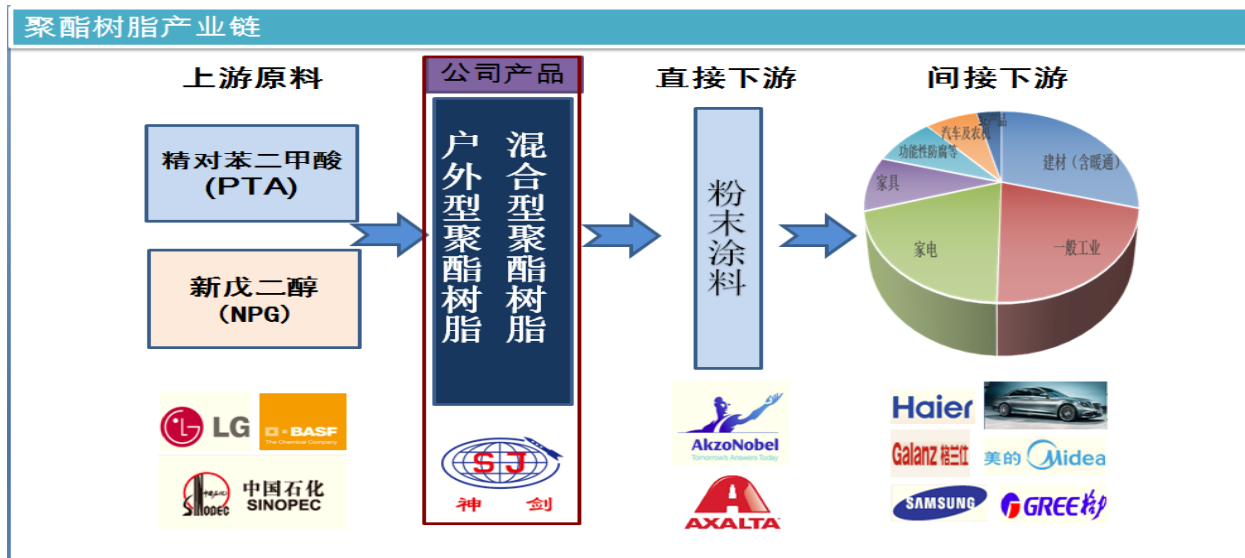 聚酯树脂产业链
上游原料
公司产品
直接下游
间接下游
精对苯二甲酸
(PTA)
新戊二醇
(NPG)
户外型聚酯树脂
混合型聚酯树脂
粉末涂料
汽车及农机
功能性防腐等
家具
家电
建材（含暖通）
一般工业
LG
BASF
The Chemical Company
SINOPEC
中国石化
SINOPEC
SJ
神剑
AkzoNobel
Tomorrow's Answers Today
AXALTA
Haier
Galanz 格兰仕
美的 Midea
SAMSUNG
GREE 格力